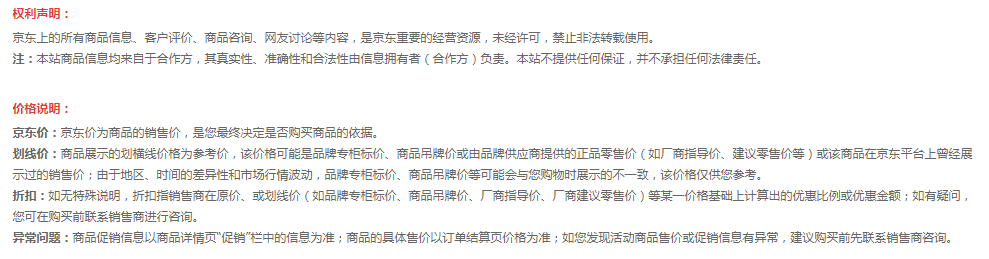 权利声明：
京东上的所有商品信息、客户评价、商品咨询、网友讨论等内容，是京东重要的经营资源，未经许可，禁止非法转载使用。
注：本站商品信息均来自于合作方，其真实性、准确性和合法性由信息拥有者（合作方）负责。本站不提供任何保证，并不承担任何法律责任。
价格说明：
京东价：京东价为商品的销售价，是您最终决定是否购买商品的依据。
划线价：商品展示的划横线价格为参考价，该价格可能是品牌专柜标价、商品吊牌价或由品牌供应商提供的正品零售价（如厂商指导价、建议零售价等）或该商品在京东平台上曾经展
示过的销售价；由于地区、时间的差异性和市场行情波动，品牌专柜标价、商品吊牌价等可能会与您购物时展示的不一致，该价格仅供您参考。
折扣：如无特殊说明，折扣指销售商在原价、或划线价（如品牌专柜标价、商品吊牌价、厂商指导价、厂商建议零售价）等某一价格基础上计算出的优惠比例或优惠金额；如有疑问，
您可在购买前联系销售商进行咨询。
异常问题：商品促销信息以商品详情页“促销”栏中的信息为准；商品的具体售价以订单结算页价格为准；如您发现活动商品售价或促销信息有异常，建议购买前先联系销售商咨询。